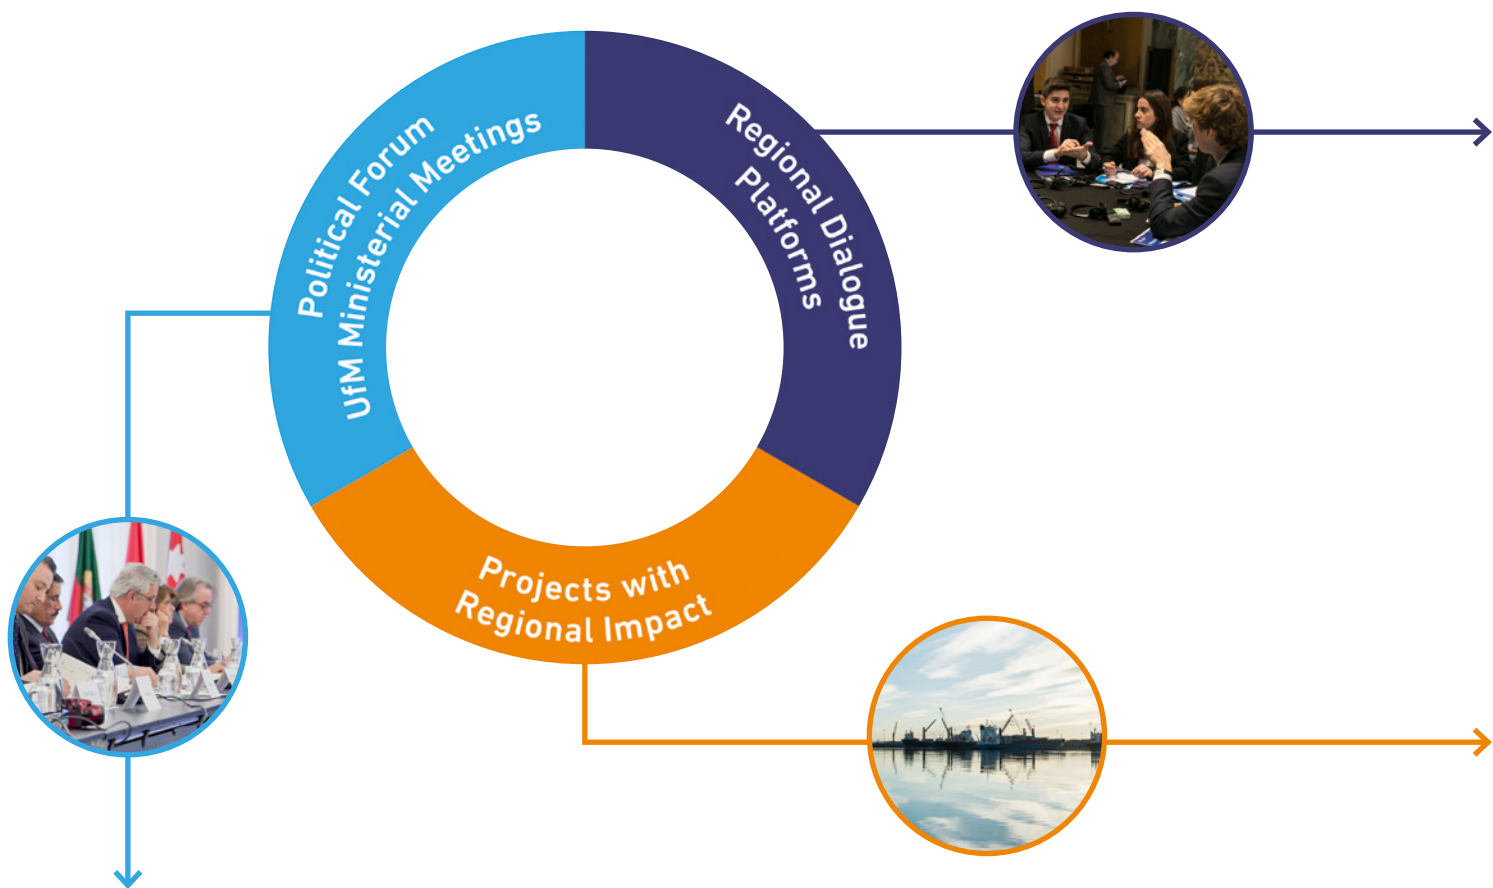 Political Forum
UfM Ministerial Meetings
Regional Dialogue
Platforms
Projects with
Regional Impact